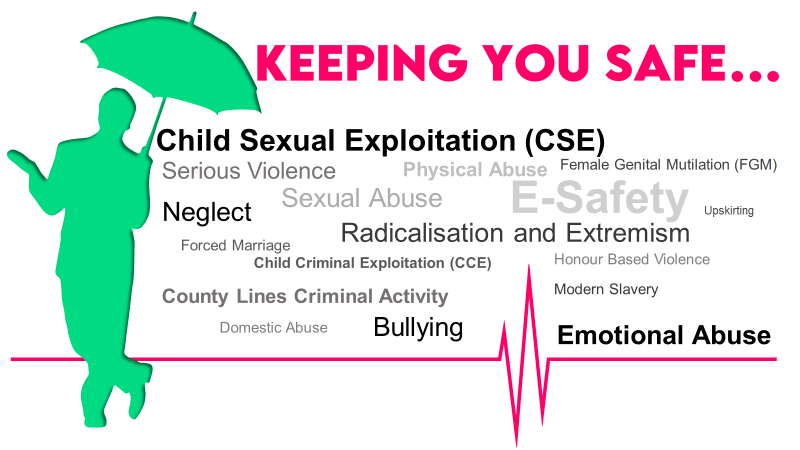 KEEPING YOU SAFE...
Child Sexual Exploitation (CSE)
Serious Violence
Physical Abuse
Female Genital Mutilation (FGM)
Sexual Abuse
E-Safety
Neglect
Upskirting
Radicalisation and Extremism
Forced Marriage
Child Criminal Exploitation (CCE)
Honour Based Violence
County Lines Criminal Activity
Modern Slavery
Domestic Abuse
Bullying
Emotional Abuse